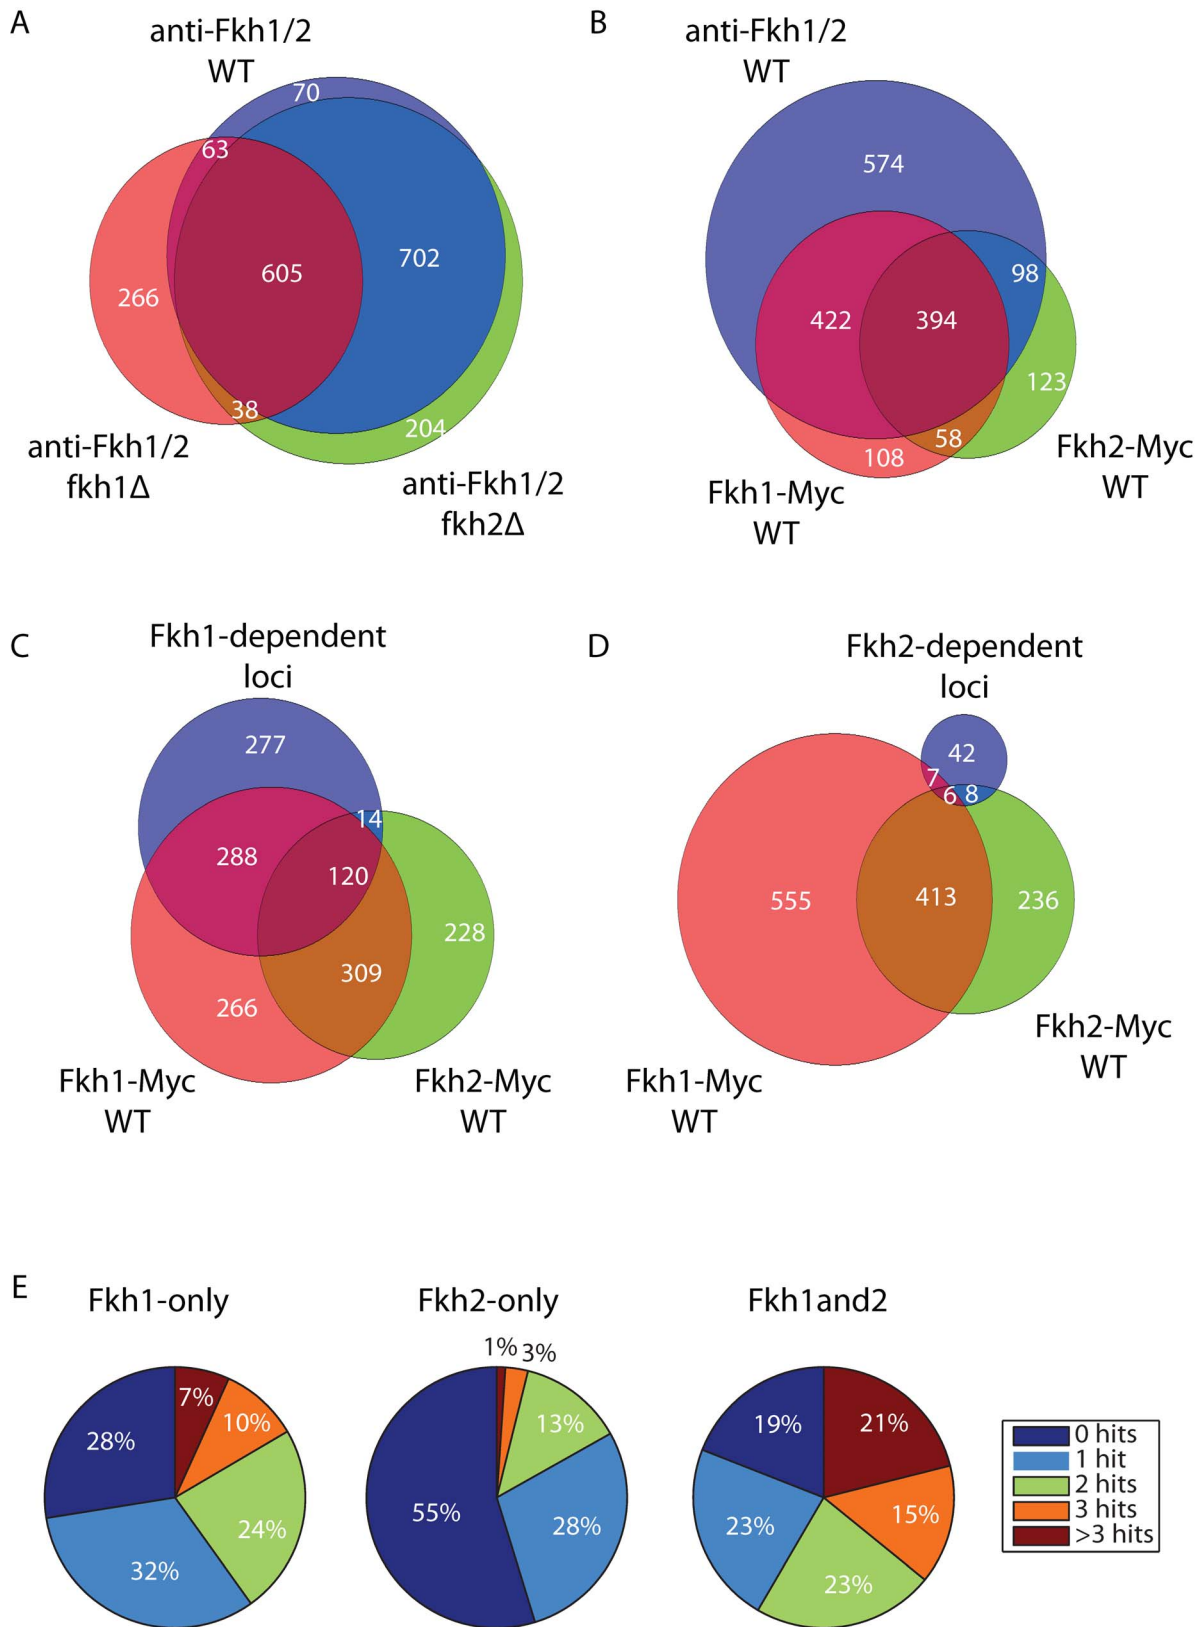 A
anti-Fkh1/2
WT
70
63
605
702
266
38
204
anti-Fkh1/2
fkh1Δ
anti-Fkh1/2
fkh2Δ
B
anti-Fkh1/2
WT
574
98
422
394
123
58
108
Fkh1-Myc
WT
Fkh2-Myc
WT
C
Fkh1-dependent
loci
277
14
288
120
228
309
266
Fkh1-Myc
WT
Fkh2-Myc
WT
D
Fkh2-dependent
loci
42
7
6
8
555
413
236
Fkh2-Myc
WT
Fkh1-Myc
WT
E
Fkh1-only
7%
10%
28%
24%
32%
Fkh2-only
1%
3%
13%
55%
28%
Fkh1and2
19%
21%
23%
15%
23%
0 hits
1 hit
2 hits
3 hits
>3 hits